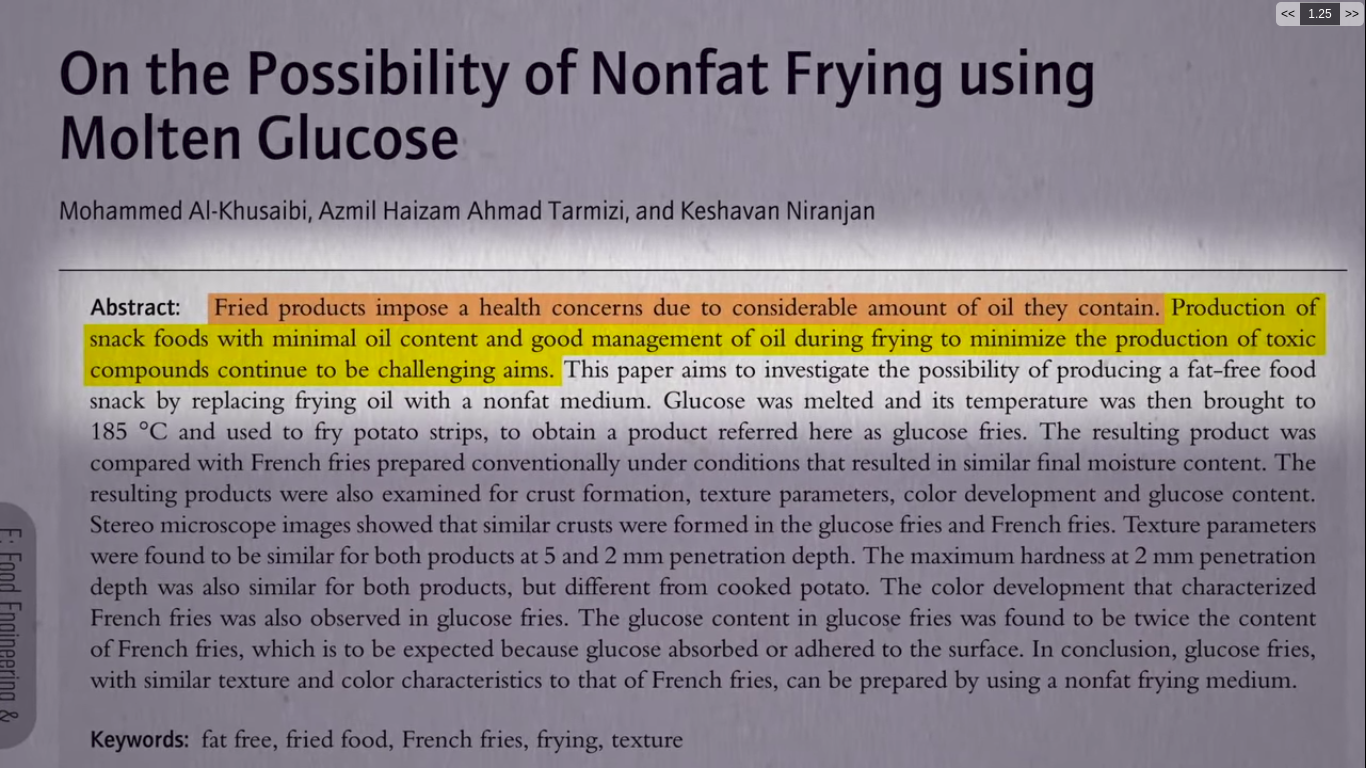 << 1.25 >>
On the Possibility of Nonfat Frying using
Molten Glucose
Mohammed Al-Khusaibi, Azmil Haizam Ahmad Tarmizi, and Keshavan Niranjan
Abstract: Fried products impose a health concerns due to considerable amount of oil they contain. Production of
snack foods with minimal oil content and good management of oil during frying to minimize the production of toxic
compounds continue to be challenging aims. This paper aims to investigate the possibility of producing a fat-free food
snack by replacing frying oil with a nonfat medium. Glucose was melted and its temperature was then brought to
185 °C and used to fry potato strips, to obtain a product referred here as glucose fries. The resulting product was
compared with French fries prepared conventionally under conditions that resulted in similar final moisture content. The
resulting products were also examined for crust formation, texture parameters, color development and glucose content.
Stereo microscope images showed that similar crusts were formed in the glucose fries and French fries. Texture parameters
were found to be similar for both products at 5 and 2 mm penetration depth. The maximum hardness at 2 mm penetration
depth was also similar for both products, but different from cooked potato. The color development that characterized
French fries was also observed in glucose fries. The glucose content in glucose fries was found to be twice the content
of French fries, which is to be expected because glucose absorbed or adhered to the surface. In conclusion, glucose fries,
with similar texture and color characteristics to that of French fries, can be prepared by using a nonfat frying medium.
Keywords: fat free, fried food, French fries, frying, texture
E: Food Engineering &